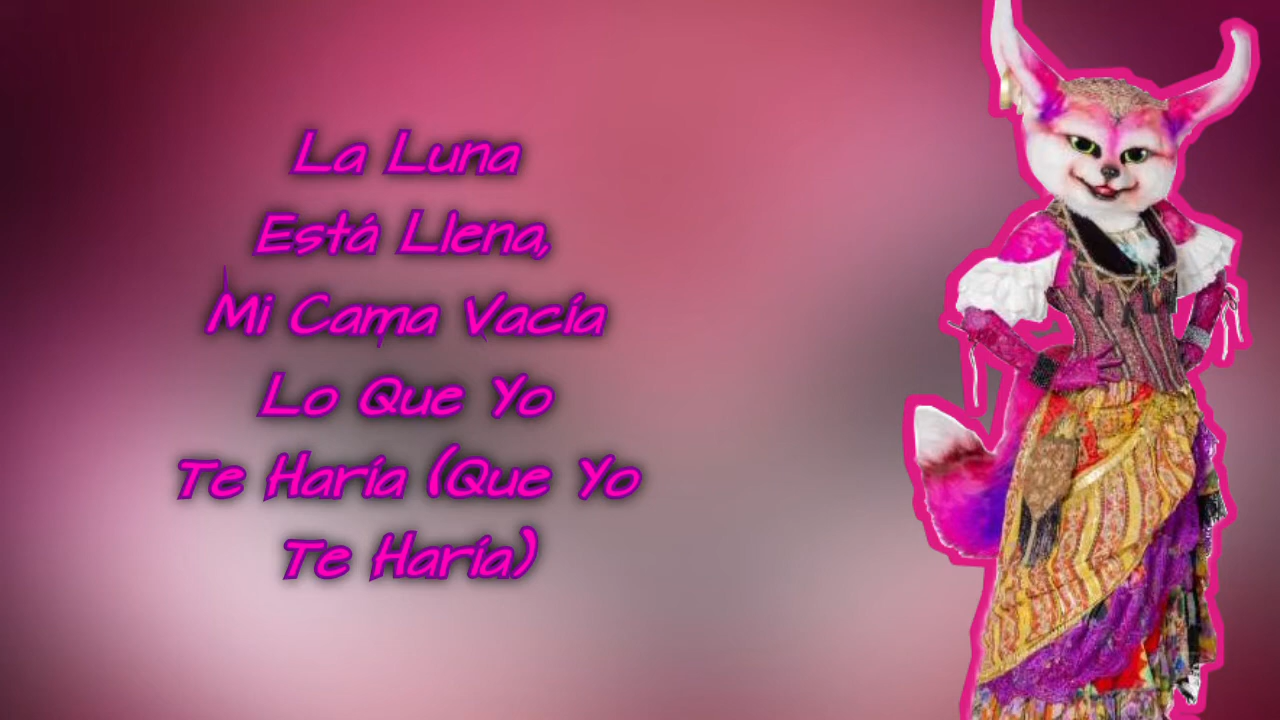 La Luna
Está Llena,
Mi Cama Vacía
Lo Que Yo
Te Haría (Que Yo
Te Haría)